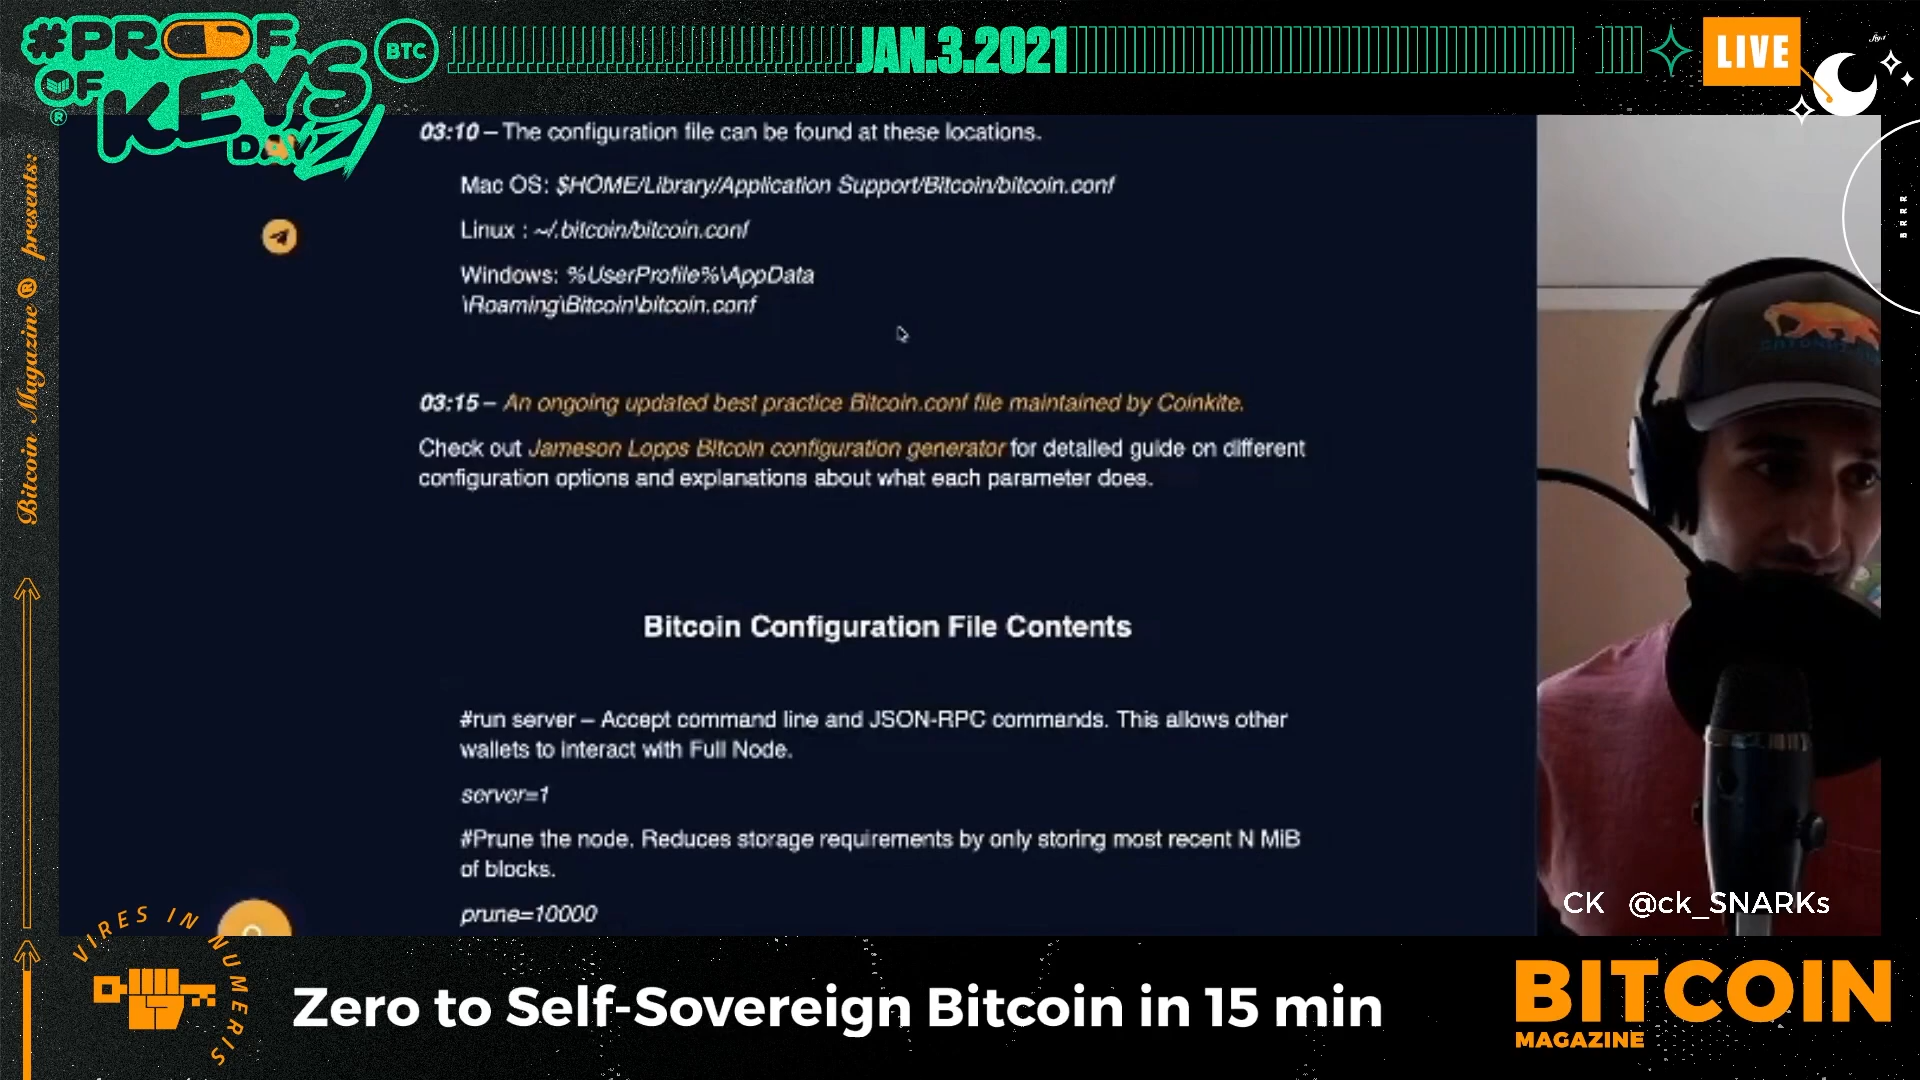 #PROOF
OF
KEYS
DAYZ
BTC
JAN.3.2021
LIVE
Bitcoin Magazine ® presents:
BRRR
03:10 – The configuration file can be found at these locations.
Mac OS: $HOME/Library/Application Support/Bitcoin/bitcoin.conf
Linux : ~/.bitcoin/bitcoin.conf
Windows: %UserProfile%\AppData
\Roaming\Bitcoin\bitcoin.conf
03:15 – An ongoing updated best practice Bitcoin.conf file maintained by Coinkite.
Check out Jameson Lopps Bitcoin configuration generator for detailed guide on different
configuration options and explanations about what each parameter does.
Bitcoin Configuration File Contents
#run server – Accept command line and JSON-RPC commands. This allows other
wallets to interact with Full Node.
server=1
#Prune the node. Reduces storage requirements by only storing most recent N MiB
of blocks.
prune=10000
CK @ck_SNARKs
VIRES IN NUMERIS
Zero to Self-Sovereign Bitcoin in 15 min
BITCOIN
MAGAZINE